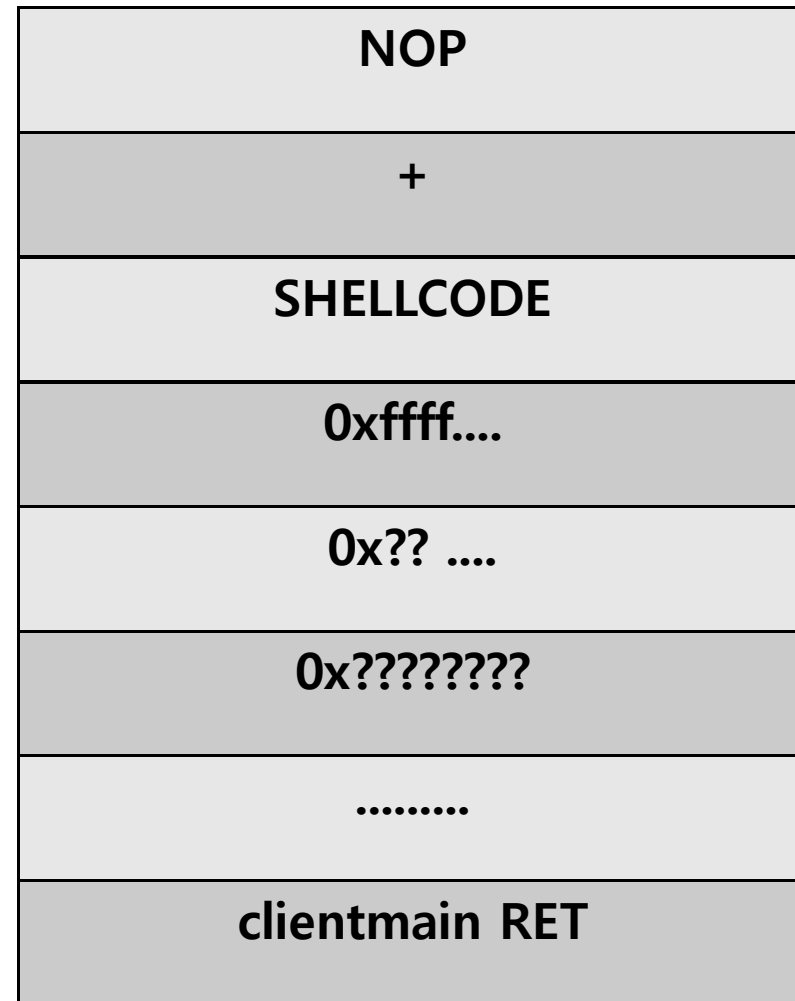 NOP
+
SHELLCODE
0xffff....
0x?? ....
0x????????
.........
clientmain RET